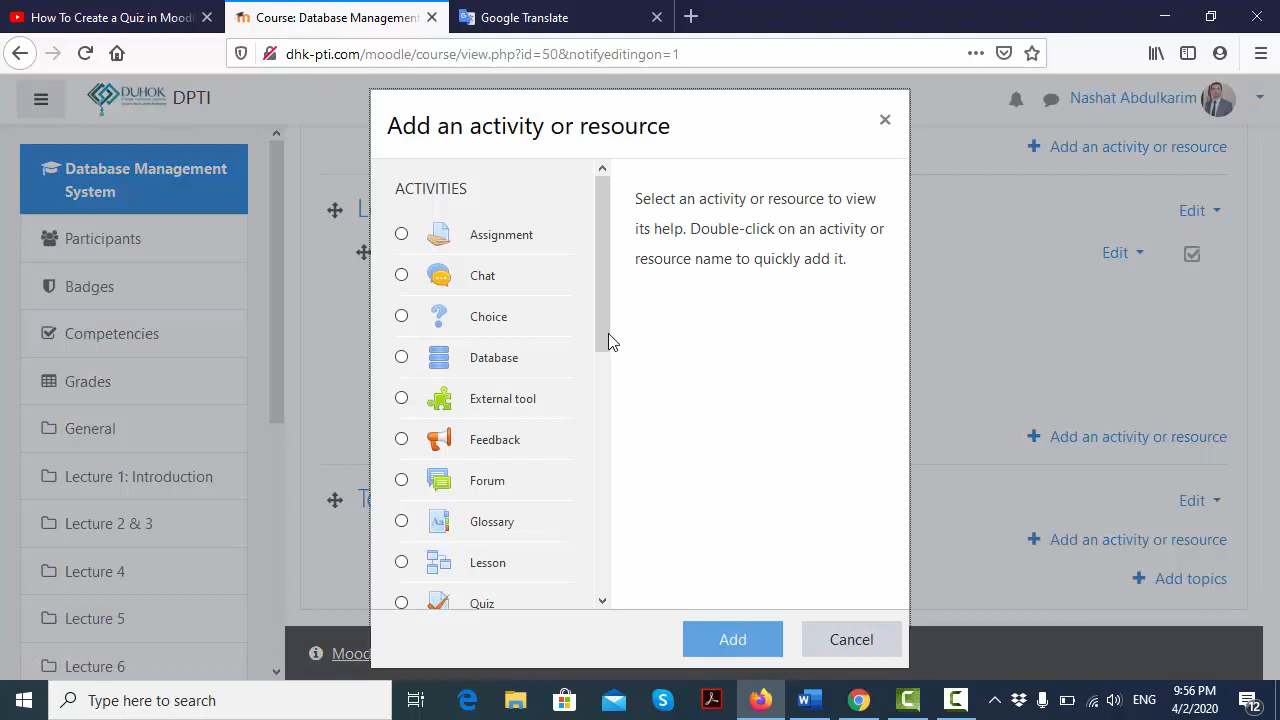 How To Create a Quiz in Moodl
Course: Database Management
Google Translate
dhk-pti.com/moodle/course/view.php?id=50&notifyeditingon=1
DUHOK
DPTI
Nashat Abdulkarim
Database Management
System
Participants
Badges
Competencies
Grades
General
Lecture 1: Introduction
Lecture 2 & 3
Lecture 4
Lecture 5
Lecture 6
Add an activity or resource
Edit
Edit
Add an activity or resource
Edit
Add an activity or resource
Add topics
Mood
Add an activity or resource
ACTIVITIES
Assignment
Chat
Choice
Database
External tool
Feedback
Forum
Glossary
Lesson
Quiz
Select an activity or resource to view
its help. Double-click on an activity or
resource name to quickly add it.
Add
Cancel
Type here to search
ENG
9:56 PM
4/2/2020
12